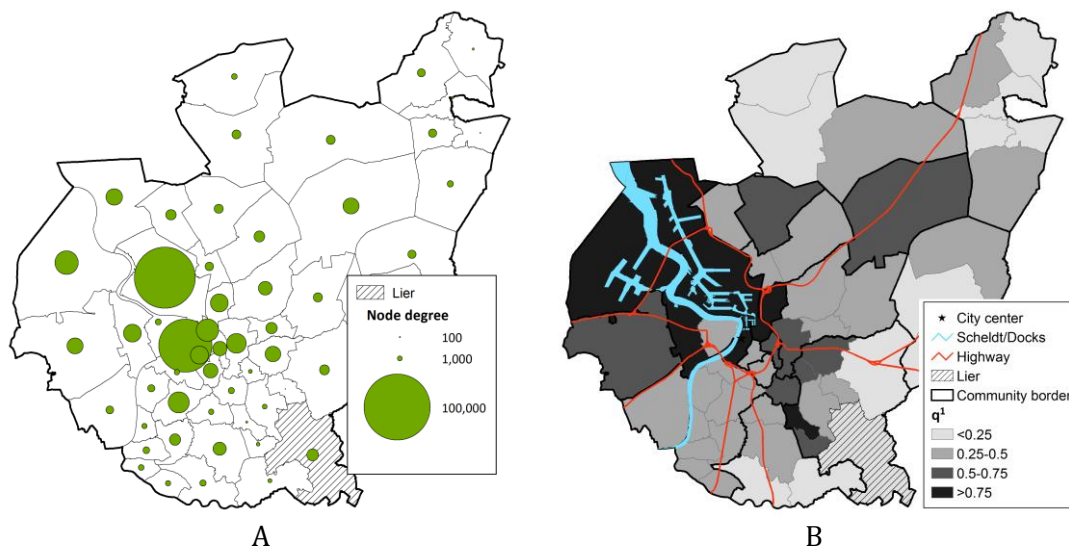 Lier
Node degree
100
1,000
100,000
A
City center
Scheldt/Docks
Highway
Lier
Community border
q¹
<0.25
0.25-0.5
0.5-0.75
>0.75
B